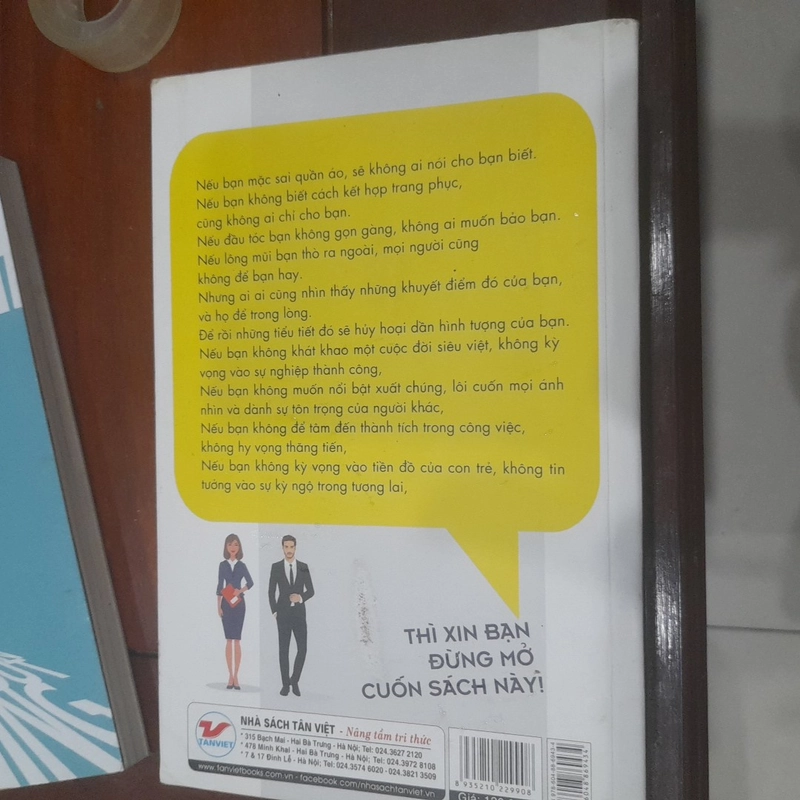 Nếu bạn mặc sai quần áo, sẽ không ai nói cho bạn biết.
Nếu bạn không biết cách kết hợp trang phục,
cũng không ai chỉ cho bạn.
Nếu đầu tóc bạn không gọn gàng, không ai muốn bảo bạn.
Nếu lông mũi bạn thò ra ngoài, mọi người cũng
không để bạn hay.
Nhưng ai ai cũng nhìn thấy những khuyết điểm đó của bạn,
và họ để trong lòng.
Để rồi những tiểu tiết đó sẽ hủy hoại dần hình tượng của bạn.
Nếu bạn không khát khao một cuộc đời siêu việt, không kỳ
vọng vào sự nghiệp thành công,
Nếu bạn không muốn nổi bật xuất chúng, lôi cuốn mọi ánh
nhìn và dành sự tôn trọng của người khác,
Nếu bạn không để tâm đến thành tích trong công việc,
không hy vọng thăng tiến,
Nếu bạn không kỳ vọng vào tiền đồ của con trẻ, không tin
tưởng vào sự kỳ ngộ trong tương lai,
THÌ XIN BẠN
ĐỪNG MỞ
CUỐN SÁCH NÀY!
TANVIET
NHÀ SÁCH TÂN VIỆT - Nâng tầm tri thức
* 315 Bạch Mai - Hai Bà Trưng - Hà Nội; Tel: 024.3627 2120
* 478 Minh Khai - Hai Bà Trưng - Hà Nội; Tel: 024.3972 8108
* 7 & 17 Đinh Lễ - Hà Nội; Tel: 024.3574 6020 - 024.3821 3509
www.tanvietbooks.com.vn - facebook.com/nhasachtanviet.vn
8 935210 229908
Giá: